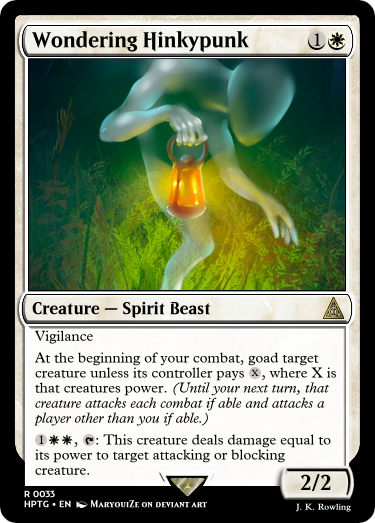 Wondering Hinkypunk 1
Creature — Spirit Beast
Vigilance
At the beginning of your combat, goad target
creature unless its controller pays X, where X is
that creatures power. (Until your next turn, that
creature attacks each combat if able and attacks a
player other than you if able.)
1, : This creature deals damage equal to
its power to target attacking or blocking
creature.
2/2
R 0033
HPTG • EN MaryouiZe on deviant art
J. K. Rowling